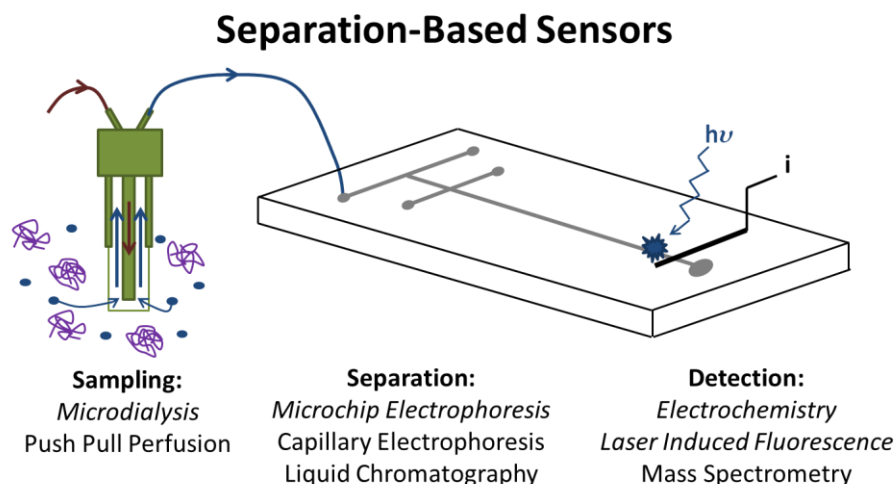 Separation-Based Sensors
hυ
i
Sampling:
Microdialysis
Push Pull Perfusion
Separation:
Microchip Electrophoresis
Capillary Electrophoresis
Liquid Chromatography
Detection:
Electrochemistry
Laser Induced Fluorescence
Mass Spectrometry